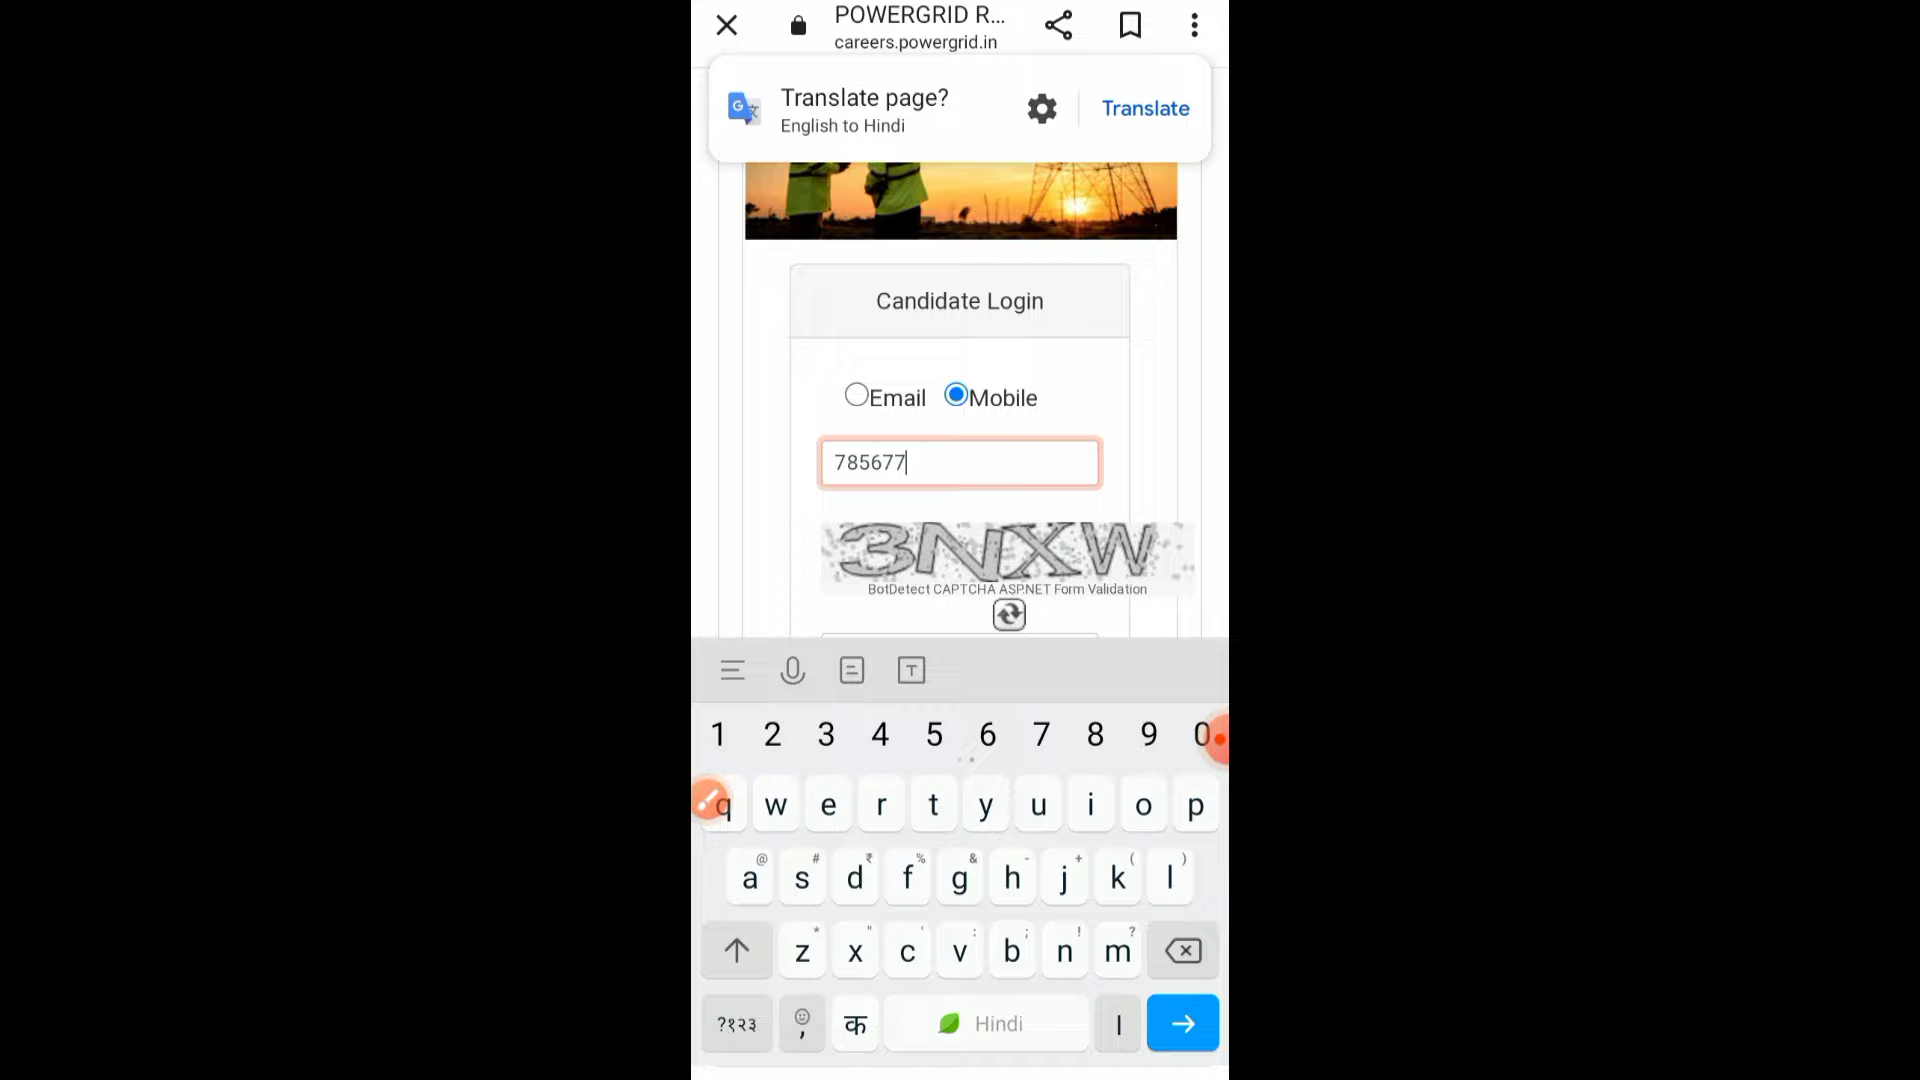 POWERGRID R...
careers.powergrid.in
Translate page?
English to Hindi
Translate
Candidate Login
Email Mobile
785677
3NXW
BotDetect CAPTCHA ASP.NET Form Validation
T
1 2 3 4 5 6 7 8 9 0
q w e r t y u i o p
@ # ₹ % & - + ( )
a s d f g h j k l
* " ' : ; ! ?
z x c v b n m
?१२३ , क Hindi ।